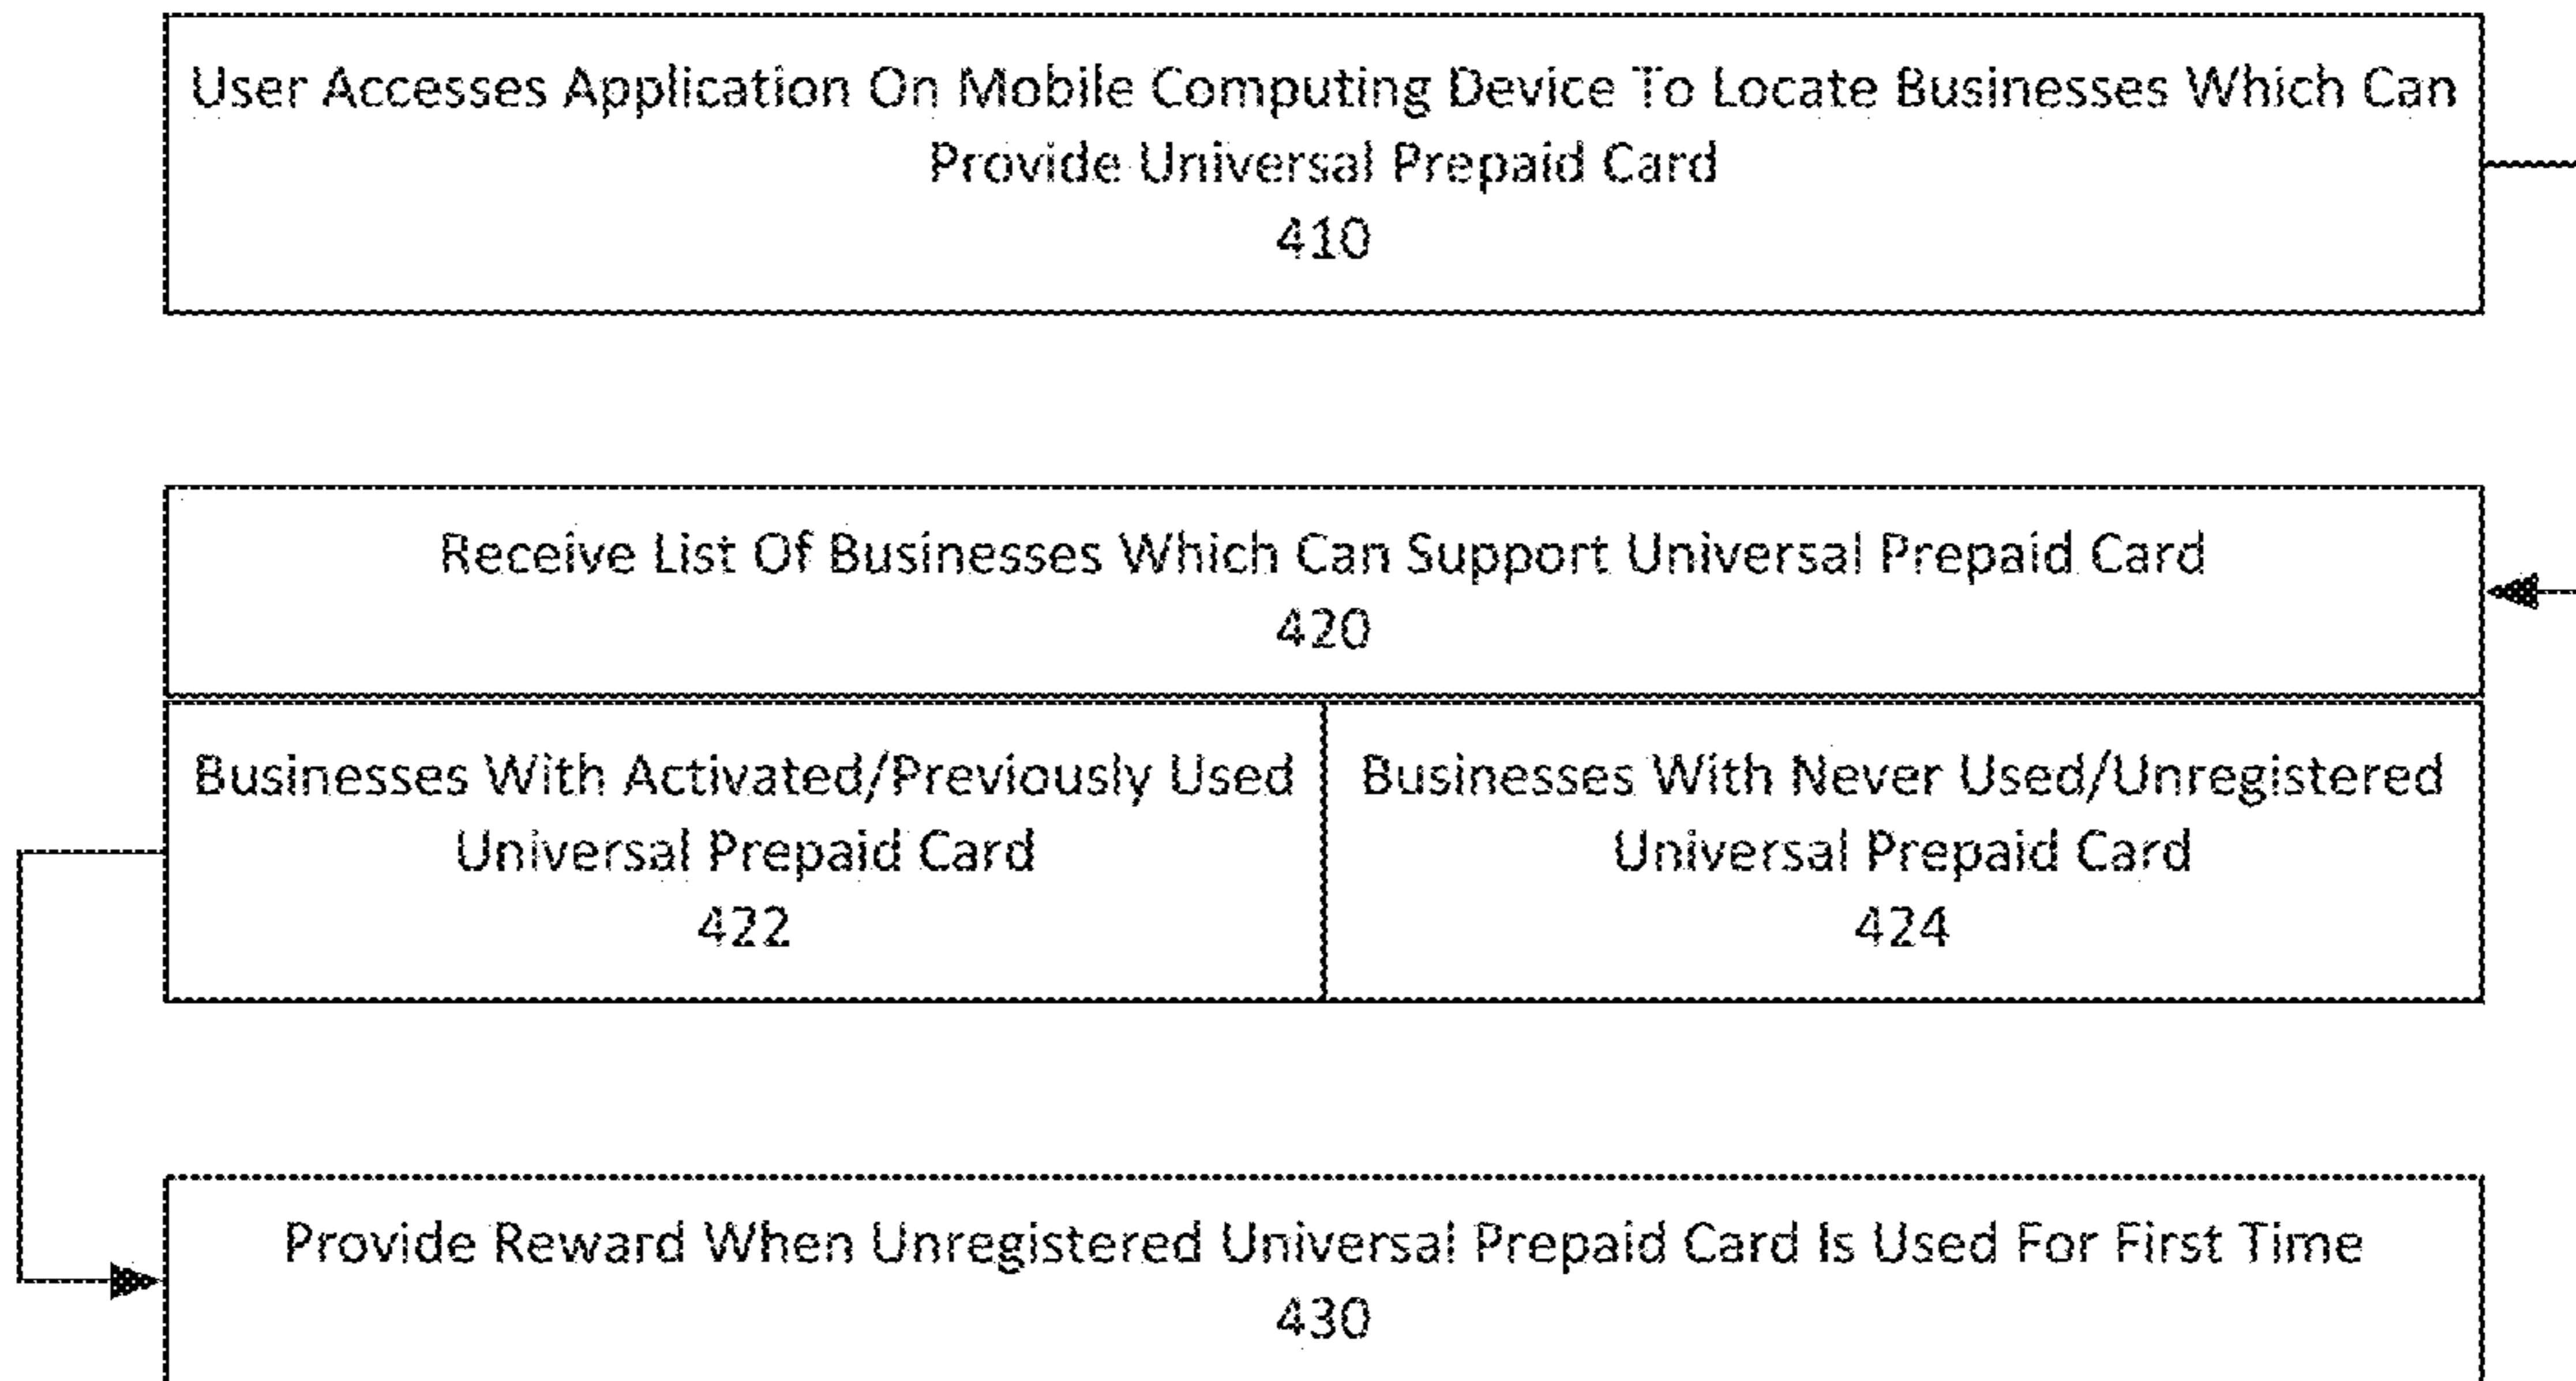 User Accesses Application On Mobile Computing Device To Locate Businesses Which Can
Provide Universal Prepaid Card
410
Receive List Of Businesses Which Can Support Universal Prepaid Card
420
Businesses With Activated/Previously Used
Universal Prepaid Card
422
Businesses With Never Used/Unregistered
Universal Prepaid Card
424
Provide Reward When Unregistered Universal Prepaid Card Is Used For First Time
430